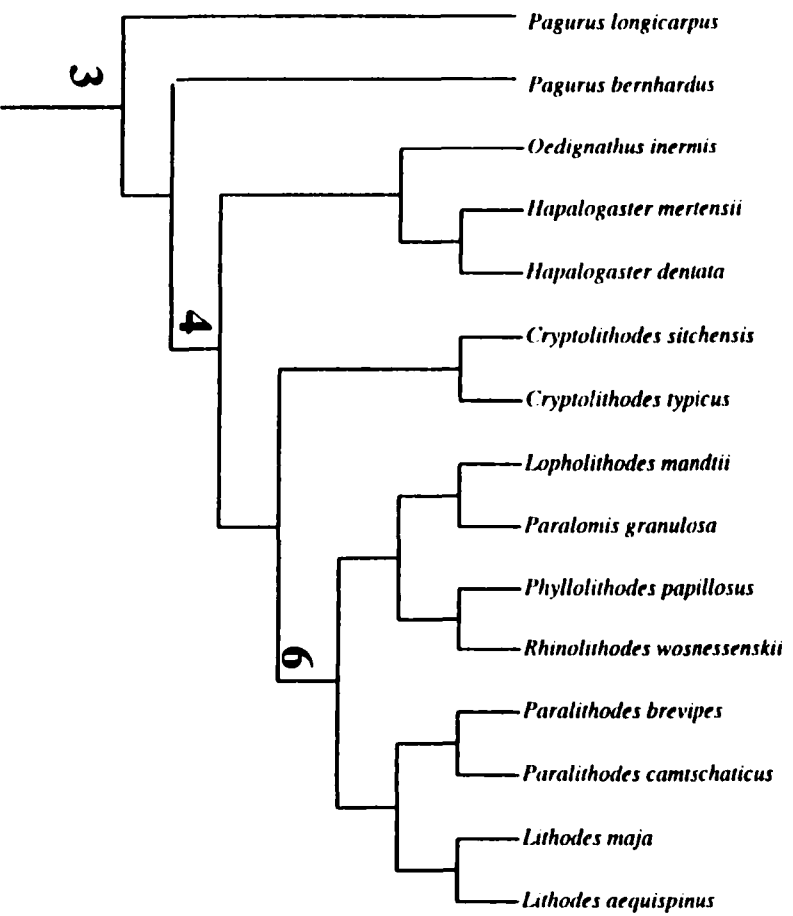 Pagurus longicarpus
3
Pagurus bernhardus
Oedignathus inermis
Hapalogaster mertensii
Hapalogaster dentata
4
Cryptolithodes sitchensis
Cryptolithodes typicus
Lopholithodes mandtii
Paralomis granulosa
Phyllolithodes papillosus
6
Rhinolithodes wosnessenskii
Paralithodes brevipes
Paralithodes camtschaticus
Lithodes maja
Lithodes aequispinus